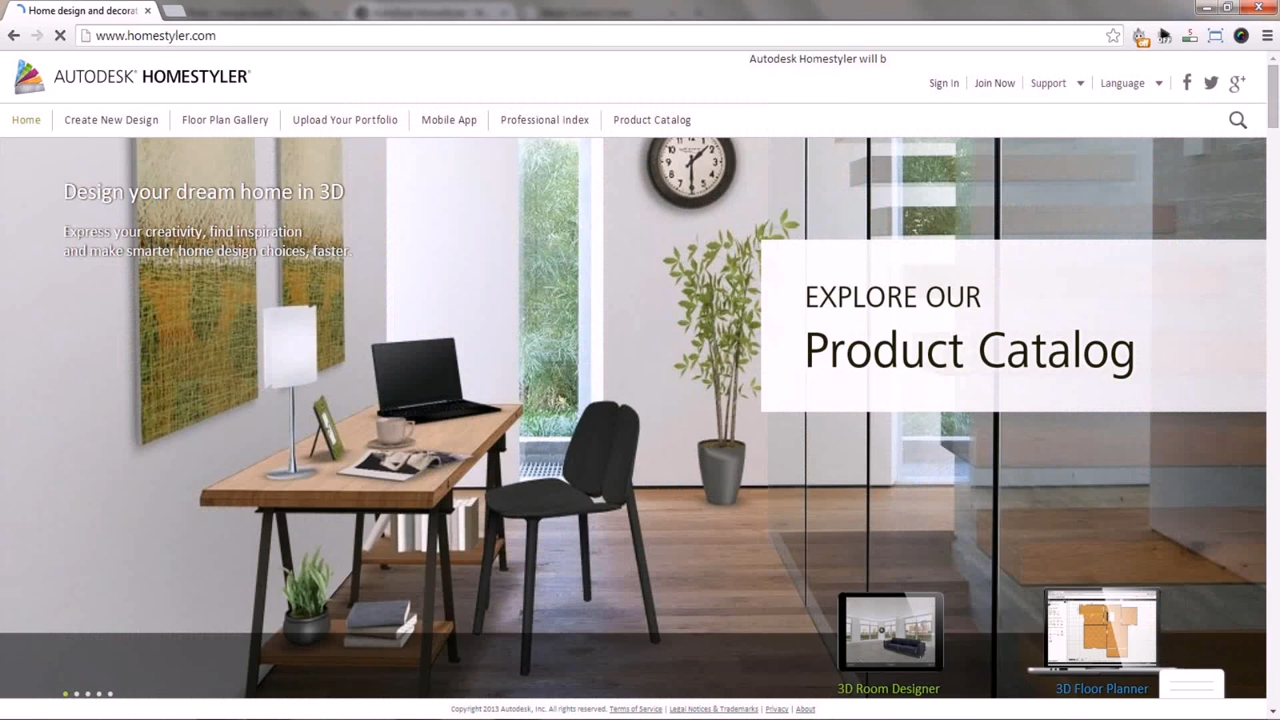 Home design and decorat
www.homestyler.com
Autodesk Homestyler will b
AUTODESK® HOMESTYLER®
Sign In
Join Now
Support
Language
Home
Create New Design
Floor Plan Gallery
Upload Your Portfolio
Mobile App
Professional Index
Product Catalog
Design your dream home in 3D
Express your creativity, find inspiration
and make smarter home design choices, faster.
EXPLORE OUR
Product Catalog
3D Room Designer
3D Floor Planner
Copyright 2013 Autodesk, Inc. All rights reserved. Terms of Service | Legal Notices & Trademarks | Privacy | About